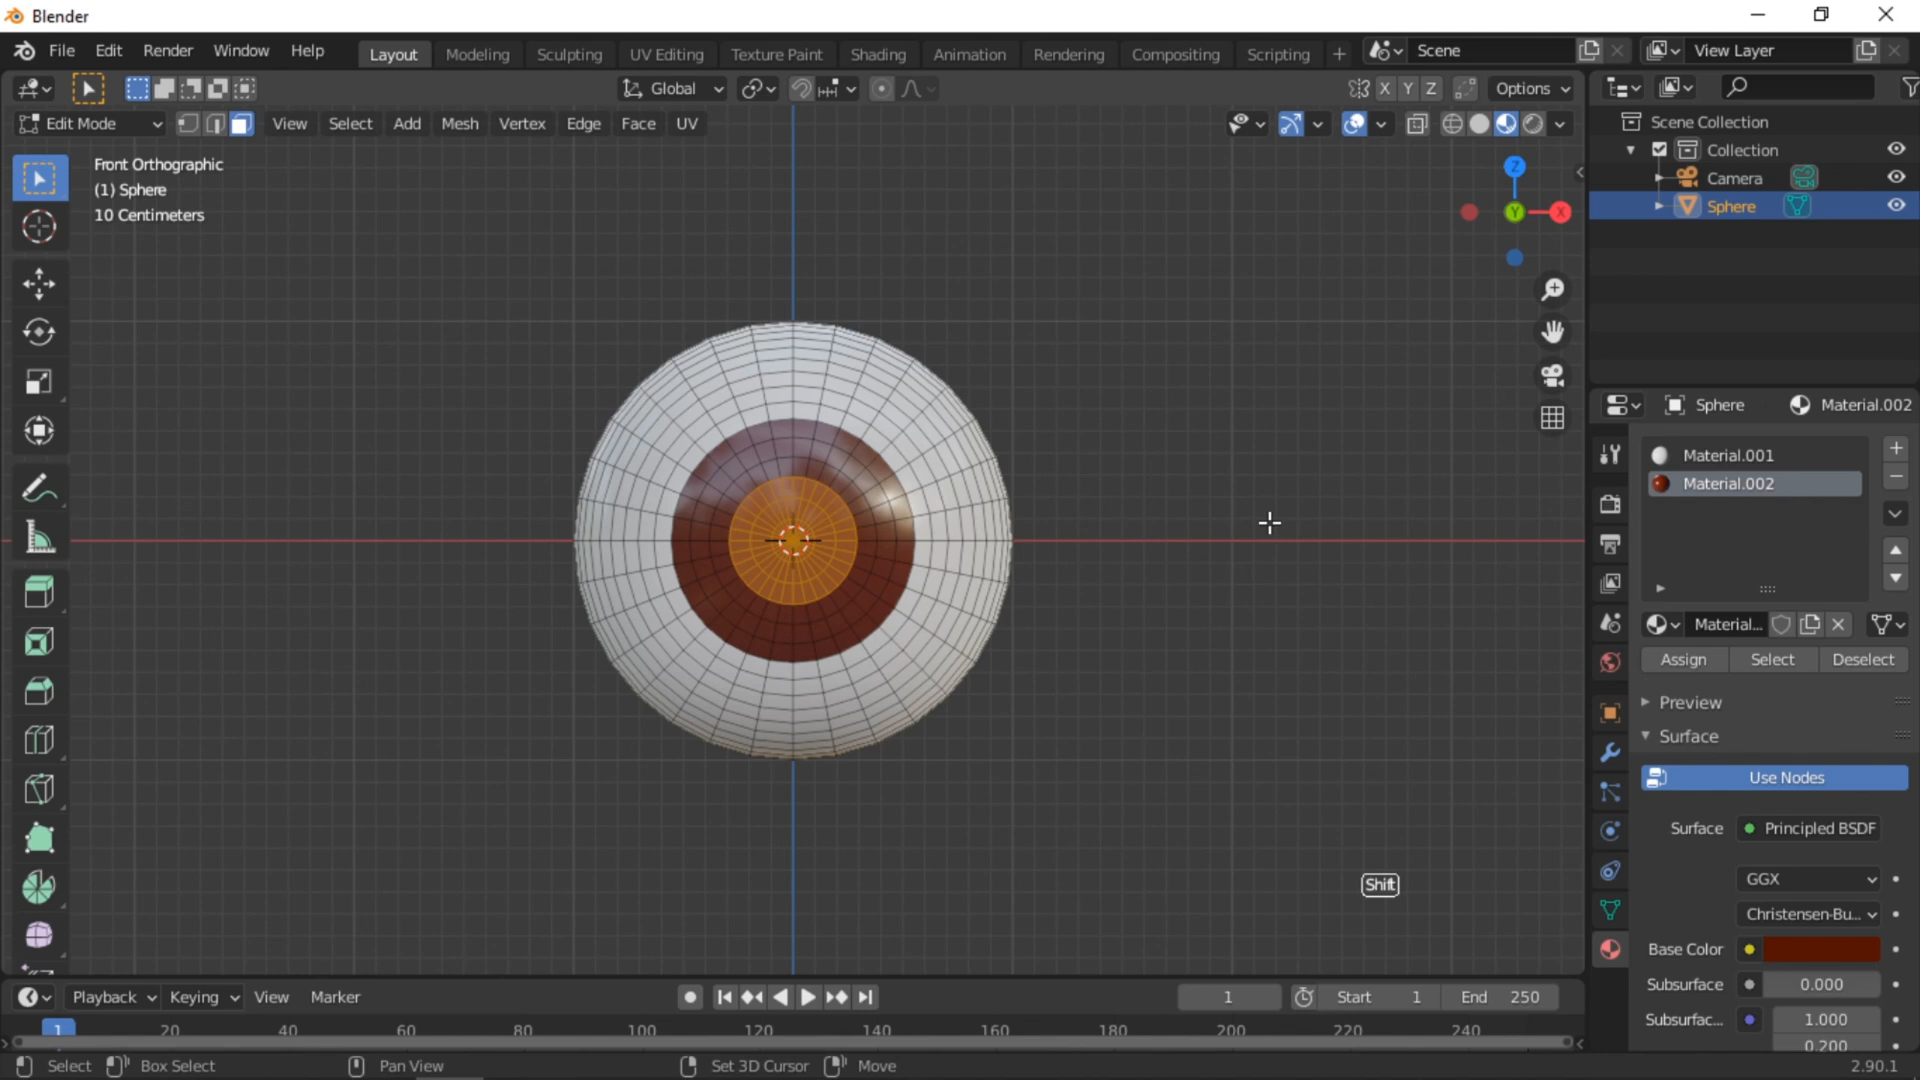 Blender
File Edit Render Window Help Layout Modeling Sculpting UV Editing Texture Paint Shading Animation Rendering Compositing Scripting + Scene View Layer
Global X Y Z Options
Edit Mode View Select Add Mesh Vertex Edge Face UV
Scene Collection
Collection
Camera
Sphere
Front Orthographic
(1) Sphere
10 Centimeters
Z
Y
X
Sphere Material.002
Material.001
Material.002
Material...
Assign Select Deselect
Preview
Surface
Use Nodes
Surface Principled BSDF
GGX
Christensen-Bu...
Base Color
Subsurface 0.000
Subsurfac... 1.000
0.200
Shift
Playback Keying View Marker 1 Start 1 End 250
1 20 40 60 80 100 120 140 160 180 200 220 240
Select Box Select Pan View Set 3D Cursor Move 2.90.1